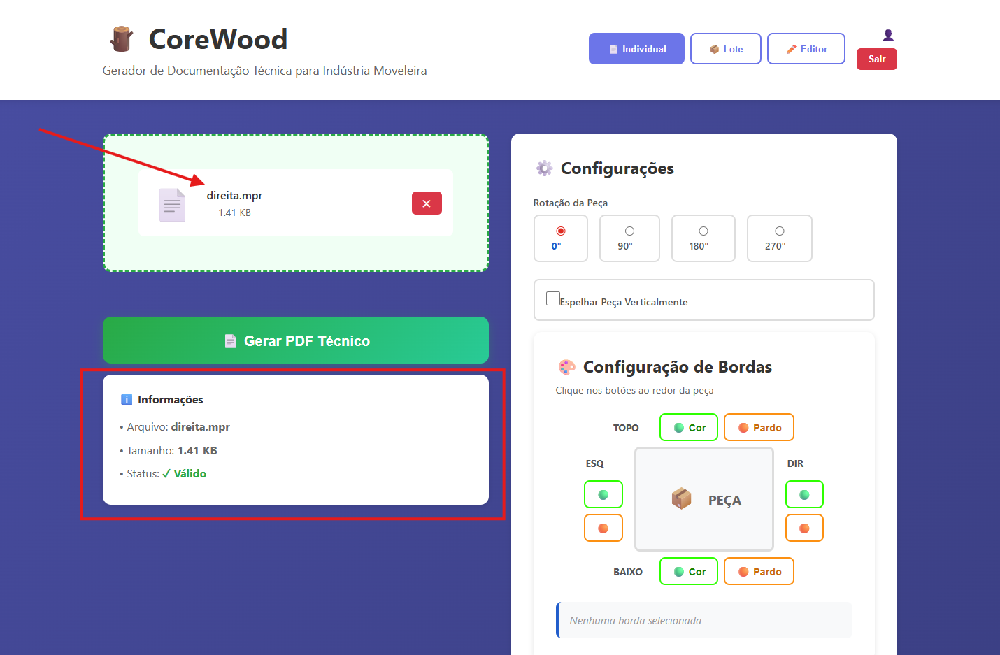 CoreWood
Gerador de Documentação Técnica para Indústria Moveleira
Individual
Lote
Editor
Sair
direita.mpr
1.41 KB
Gerar PDF Técnico
Informações
• Arquivo: direita.mpr
• Tamanho: 1.41 KB
• Status: ✓ Válido
Configurações
Rotação da Peça
0°
90°
180°
270°
Espelhar Peça Verticalmente
Configuração de Bordas
Clique nos botões ao redor da peça
TOPO
Cor
Pardo
ESQ
DIR
PEÇA
BAIXO
Cor
Pardo
Nenhuma borda selecionada